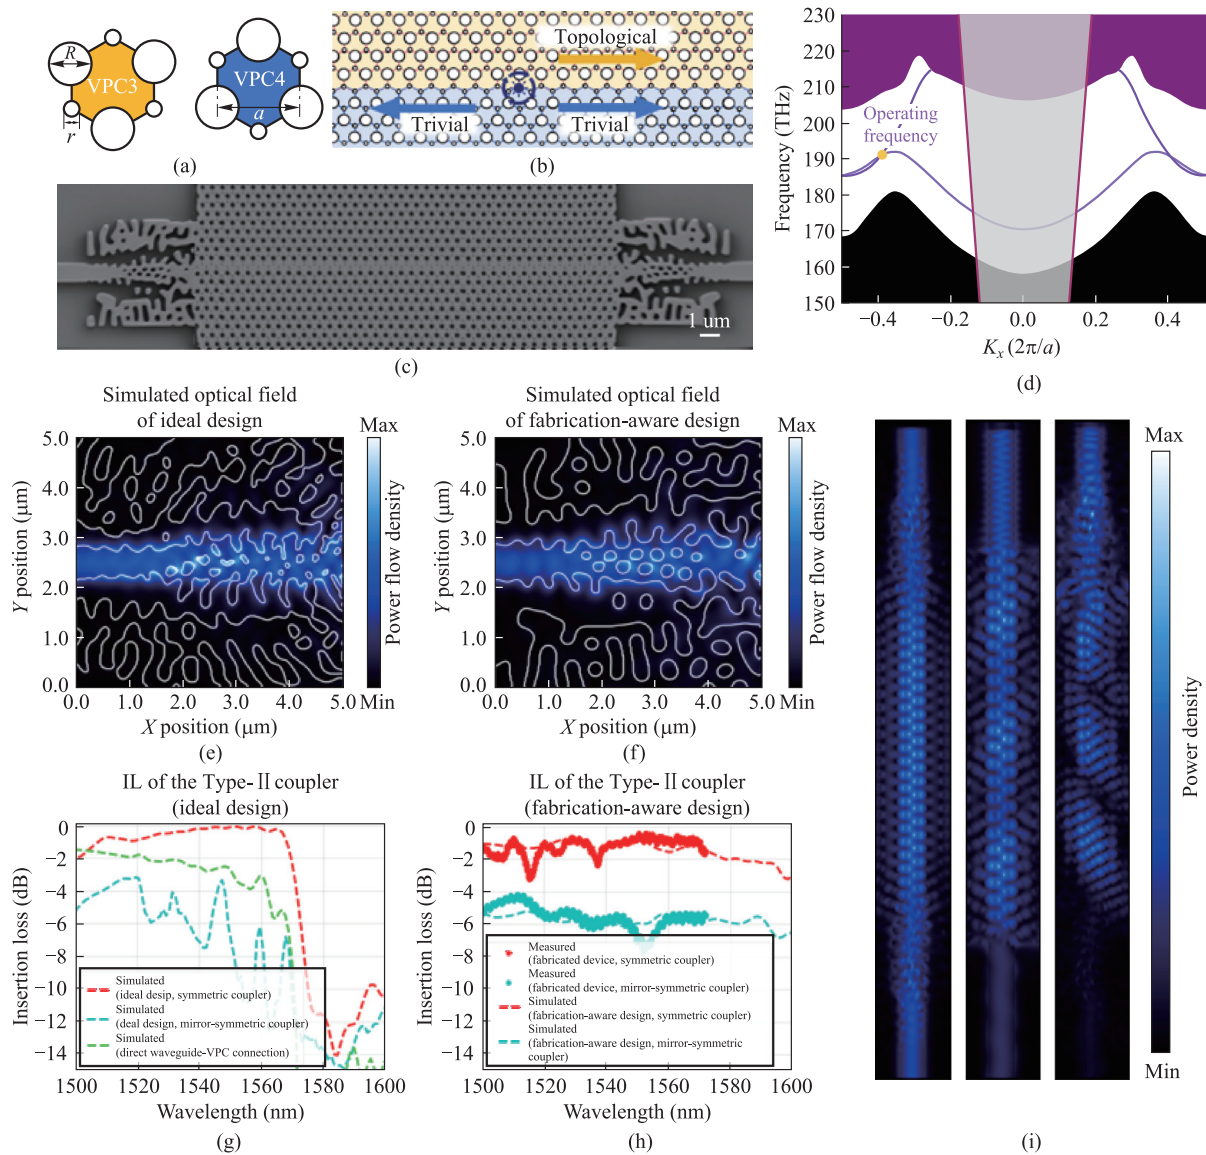 R
VPC3
r
VPC4
a
(a)
Topological
Trivial
Trivial
(b)
1 um
(c)
Frequency (THz)
230
220
210
200
190
180
170
160
150
Operating
frequency
−0.4
−0.2
0.0
0.2
0.4
K_x (2π/a)
(d)
Simulated optical field
of ideal design
Y position (μm)
5.0
4.0
3.0
2.0
1.0
0.0
0.0
1.0
2.0
3.0
4.0
5.0
X position (μm)
Max
Power flow density
Min
(e)
Simulated optical field
of fabrication-aware design
Y position (μm)
5.0
4.0
3.0
2.0
1.0
0.0
0.0
1.0
2.0
3.0
4.0
5.0
X position (μm)
Max
Power flow density
Min
(f)
IL of the Type-Ⅱ coupler
(ideal design)
Insertion loss (dB)
0
−2
−4
−6
−8
−10
−12
−14
Simulated
(ideal desip, symmetric coupler)
Simulated
(deal design, mirror-symmetric coupler)
Simulated
(direct waveguide-VPC connection)
1500
1520
1540
1560
1580
1600
Wavelength (nm)
(g)
IL of the Type-Ⅱ coupler
(fabrication-aware design)
Insertion loss (dB)
0
−2
−4
−6
−8
−10
−12
−14
Measured
(fabricated device, symmetric coupler)
Measured
(fabricated device, mirror-symmetric coupler)
Simulated
(fabrication-aware design, symmetric coupler)
Simulated
(fabrication-aware design, mirror-symmetric
coupler)
1500
1520
1540
1560
1580
1600
Wavelength (nm)
(h)
Max
Power density
Min
(i)